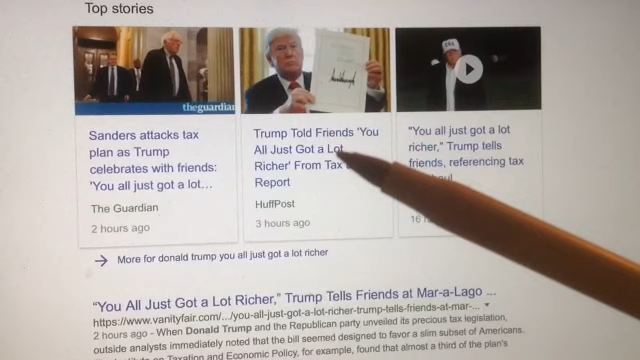 Top stories
theguardian
Sanders attacks tax
plan as Trump
celebrates with friends:
'You all just got a lot...
The Guardian
2 hours ago
Trump Told Friends 'You
All Just Got a Lot
Richer' From Tax
Report
HuffPost
3 hours ago
"You all just got a lot
richer," Trump tells
friends, referencing tax
16
More for donald trump you all just got a lot richer
"You All Just Got a Lot Richer," Trump Tells Friends at Mar-a-Lago ...
https://www.vanityfair.com/.../you-all-just-got-a-lot-richer-trump-tells-friends-at-mar-...
2 hours ago - When Donald Trump and the Republican party unveiled its precious tax legislation,
outside analysts immediately noted that the bill seemed designed to favor a slim subset of Americans.
on Taxation and Economic Policy, for example, found that almost a third of the plan's